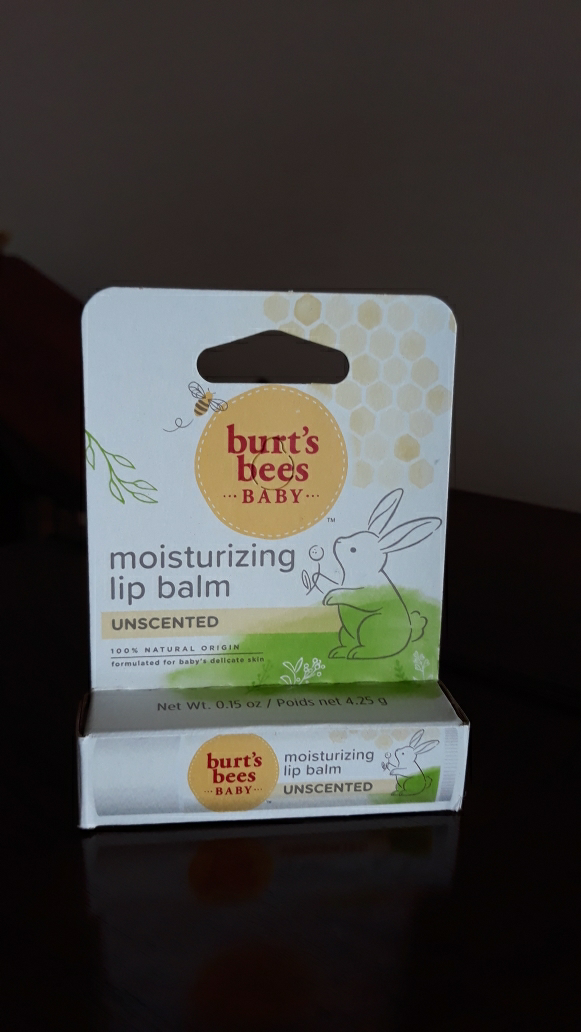 burt's
bees
BABY
™
moisturizing
lip balm
UNSCENTED
100% NATURAL ORIGIN
formulated for baby's delicate skin
Net Wt. 0.15 oz / Poids net 4.25 g
burt's
bees
BABY
™
moisturizing
lip balm
UNSCENTED